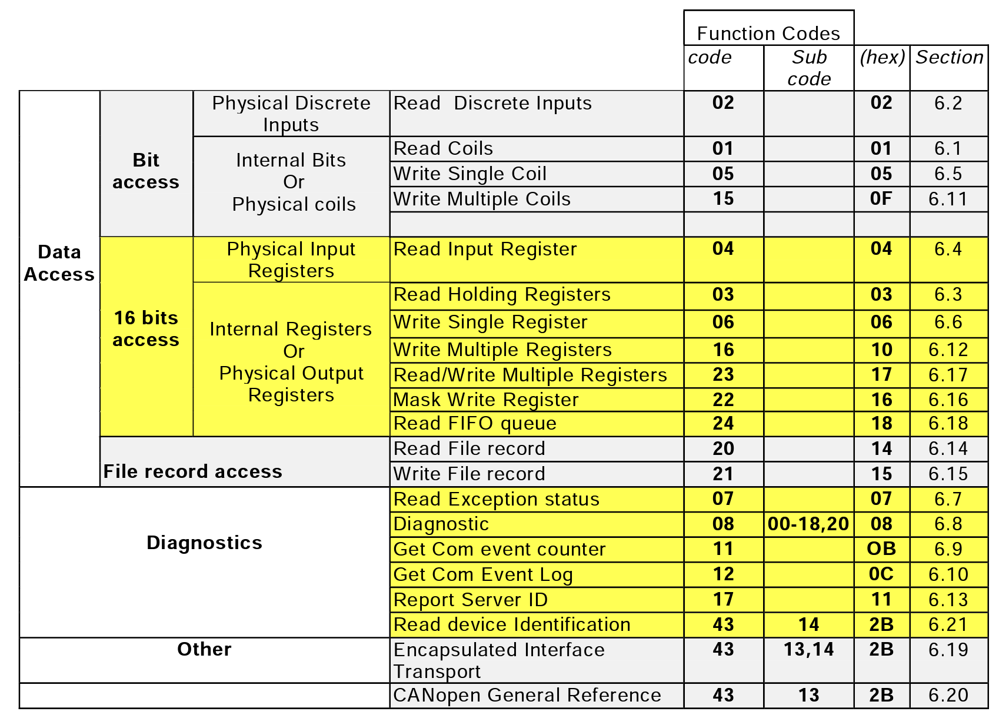 Function Codes
code Sub code (hex) Section
Data Access
Bit access
Physical Discrete Inputs
Read  Discrete Inputs 02 02 6.2
Internal Bits
Or
Physical coils
Read Coils 01 01 6.1
Write Single Coil 05 05 6.5
Write Multiple Coils 15 0F 6.11
16 bits access
Physical Input Registers
Read Input Register 04 04 6.4
Internal Registers
Or
Physical Output Registers
Read Holding Registers 03 03 6.3
Write Single Register 06 06 6.6
Write Multiple Registers 16 10 6.12
Read/Write Multiple Registers 23 17 6.17
Mask Write Register 22 16 6.16
Read FIFO queue 24 18 6.18
File record access
Read File record 20 14 6.14
Write File record 21 15 6.15
Diagnostics
Read Exception status 07 07 6.7
Diagnostic 08 00-18,20 08 6.8
Get Com event counter 11 OB 6.9
Get Com Event Log 12 0C 6.10
Report Server ID 17 11 6.13
Read device Identification 43 14 2B 6.21
Other
Encapsulated Interface Transport 43 13,14 2B 6.19
CANopen General Reference 43 13 2B 6.20